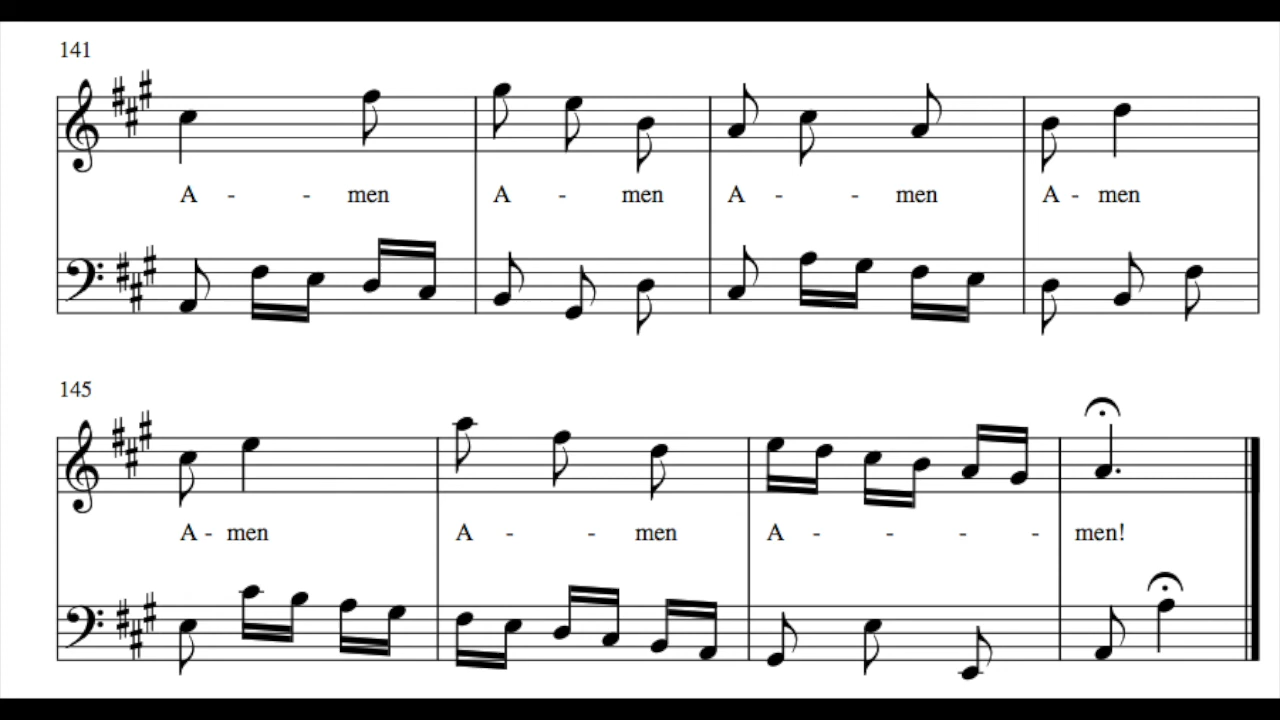 141
A - - men A - men A - - men A - men
145
A - men A - - men A - - - - men!